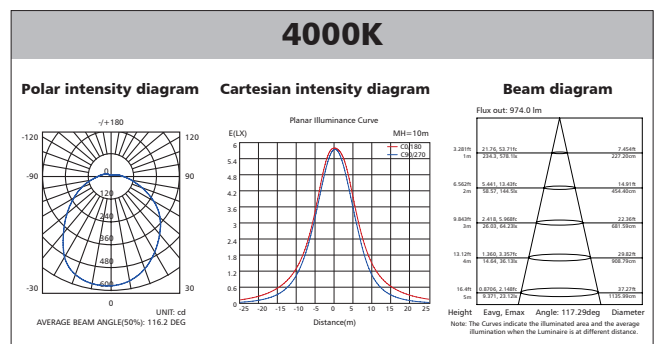 4000K
Polar intensity diagram
Cartesian intensity diagram
Beam diagram
-/+180
-120
120
-90
90
-30
30
0
0
120
240
360
480
600
UNIT: cd
AVERAGE BEAM ANGLE(50%): 116.2 DEG
Planar Illuminance Curve
E(LX)
MH=10m
C0/180
C90/270
6
5.4
4.8
4.2
3.6
3
2.4
1.8
1.2
0.6
0
-25 -20 -15 -10 -5 0 5 10 15 20 25
Distance(m)
Flux out: 974.0 lm
3.281ft 21.76, 53.71fc 7.454ft
1m 234.2, 578.1lx 227.20cm
6.562ft 5.441, 13.43fc 14.91ft
2m 58.57, 144.5lx 454.40cm
9.842ft 2.418, 5.968fc 22.36ft
3m 26.03, 64.23lx 681.59cm
13.12ft 1.360, 3.357fc 29.82ft
4m 14.64, 36.13lx 908.79cm
16.4ft 0.8706, 2.148fc 37.27ft
5m 9.371, 23.12lx 1135.99cm
Height Eavg, Emax Angle: 117.29deg Diameter
Note: The Curves indicate the illuminated area and the average
illumination when the Luminaire is at different distance.